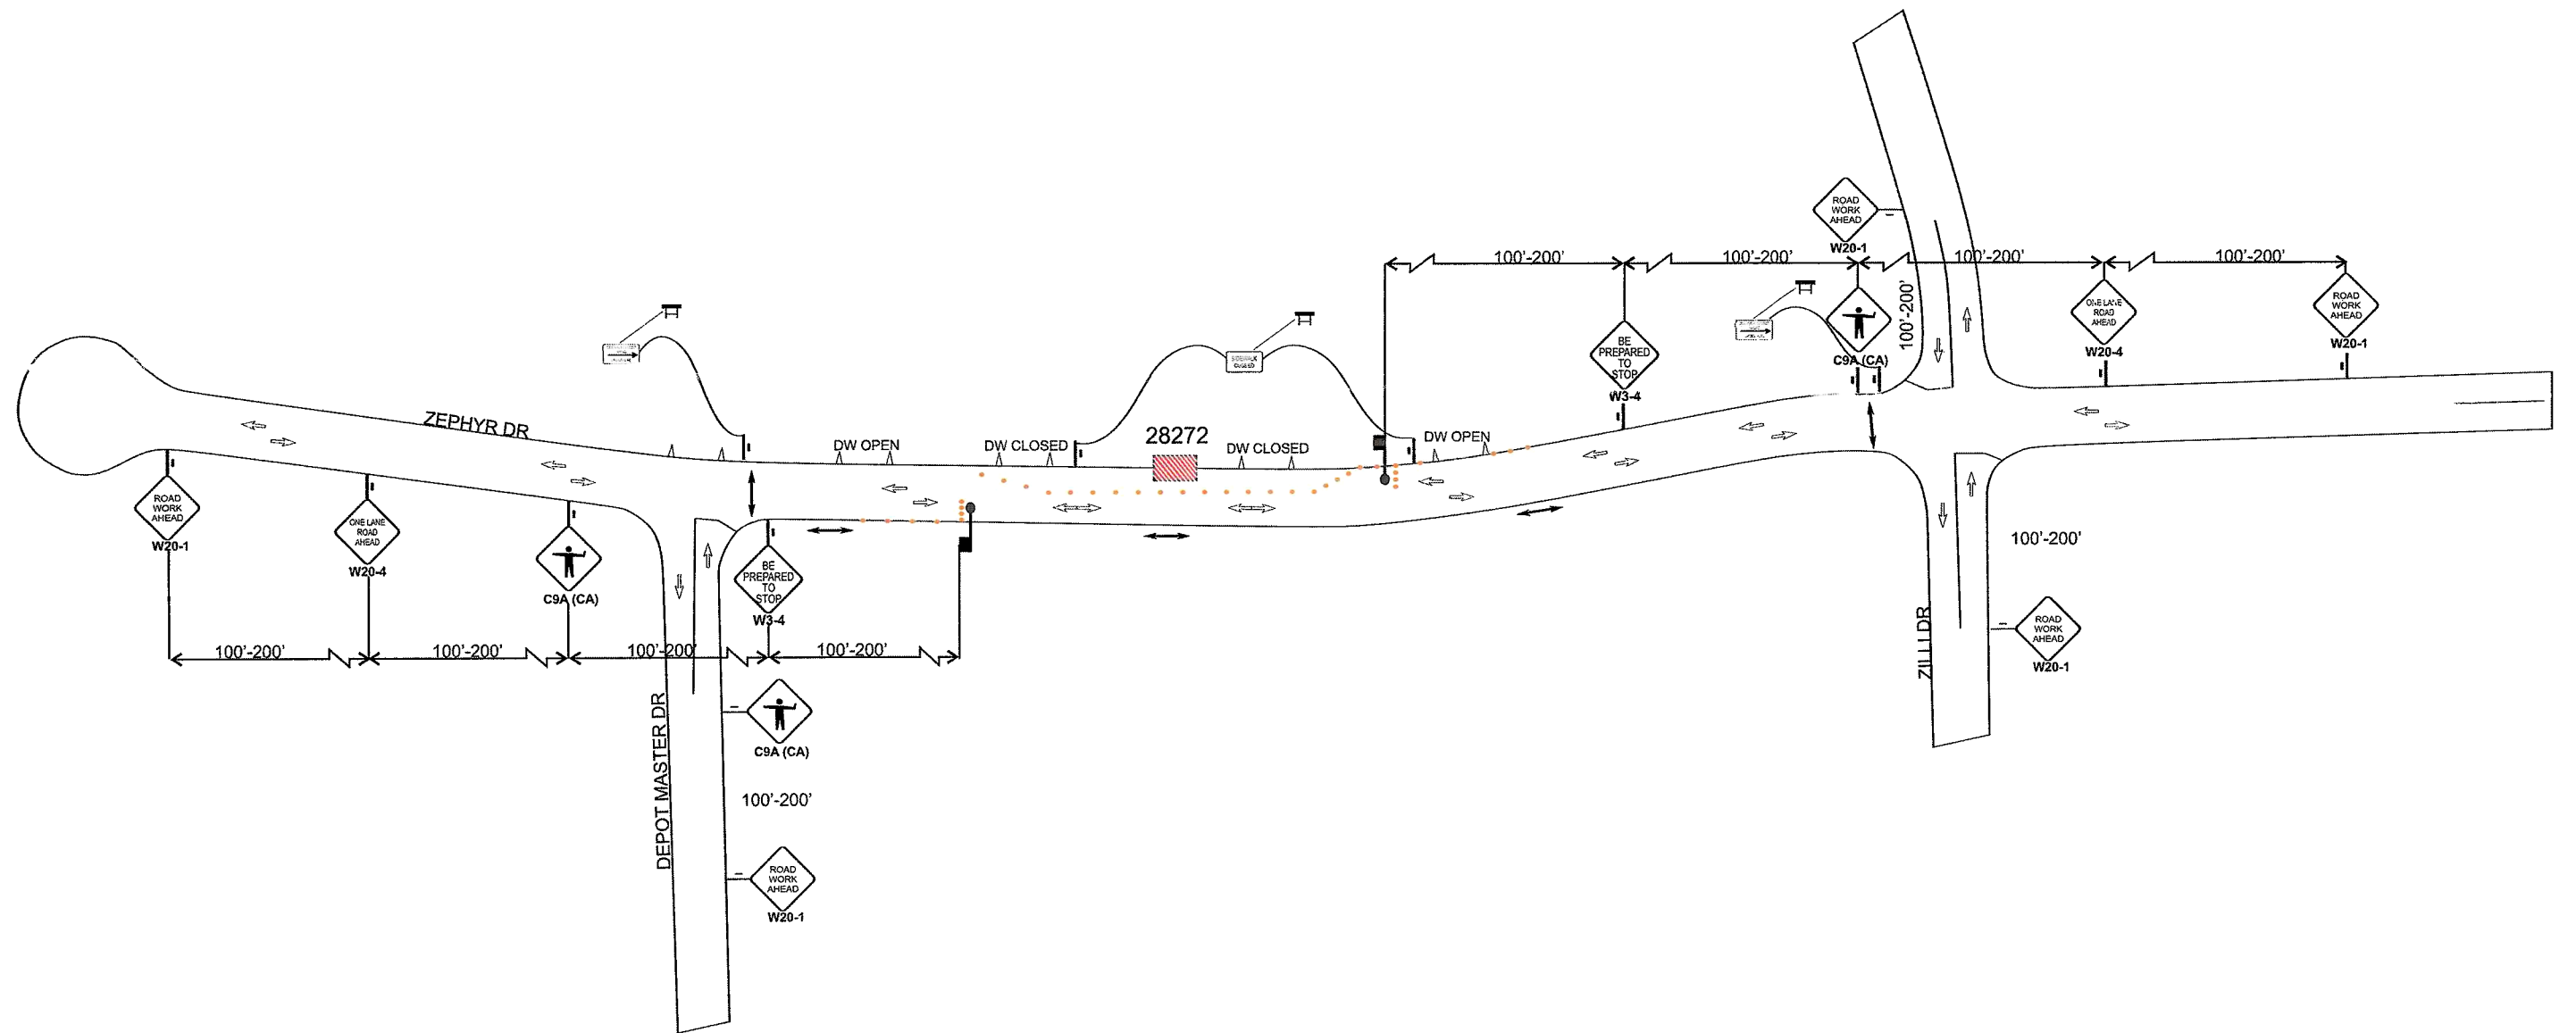 ROAD
WORK
AHEAD
W20-1
100'-200'
100'-200'
100'-200'
100'-200'
ONE LANE
ROAD
AHEAD
W20-4
ROAD
WORK
AHEAD
W20-1
C9A (CA)
100'-200'
BE
PREPARED
TO
STOP
W3-4
SIDEWALK
CLOSED
ZEPHYR DR
DW OPEN
DW CLOSED
28272
DW CLOSED
DW OPEN
ROAD
WORK
AHEAD
W20-1
ONE LANE
ROAD
AHEAD
W20-4
C9A (CA)
BE
PREPARED
TO
STOP
W3-4
100'-200'
100'-200'
100'-200'
100'-200'
100'-200'
ZILLI DR
ROAD
WORK
AHEAD
W20-1
DEPOT MASTER DR
C9A (CA)
100'-200'
ROAD
WORK
AHEAD
W20-1